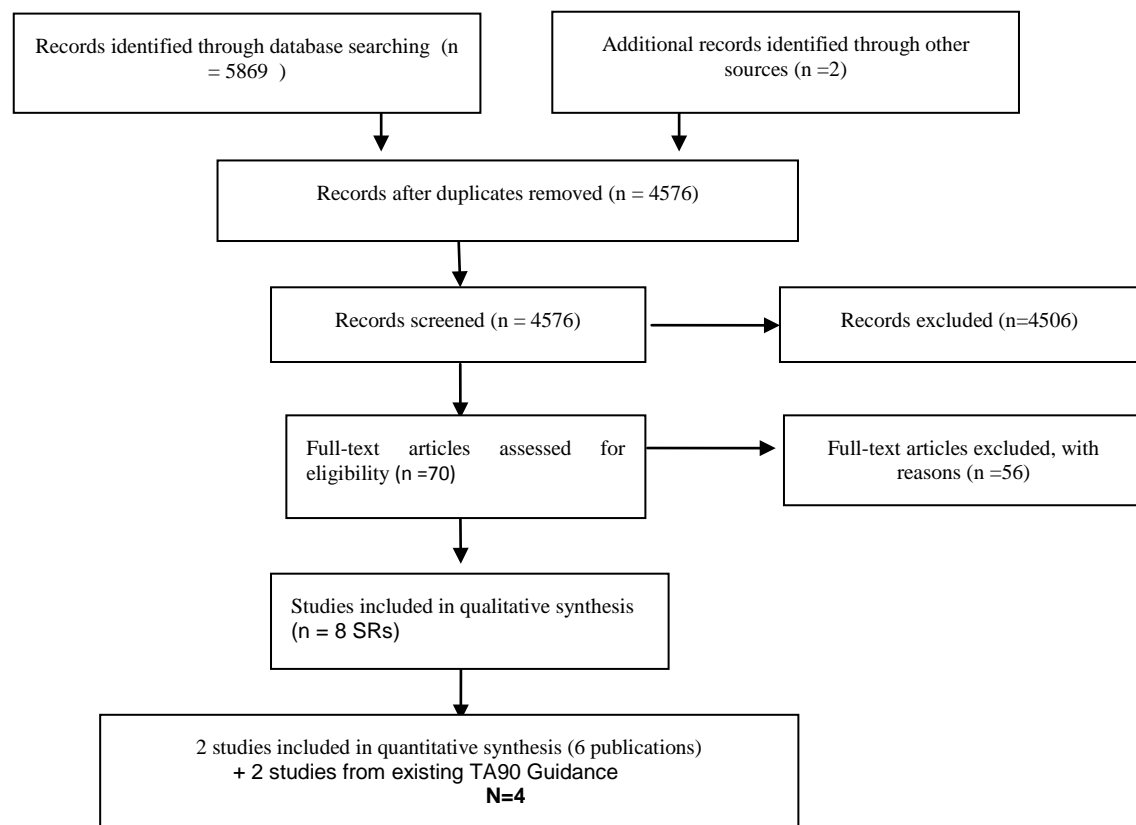 Records identified through database searching  (n
= 5869  )
Additional records identified through other
sources (n =2)
Records after duplicates removed (n = 4576)
Records screened (n = 4576)
Records excluded (n=4506)
Full-text articles assessed for
eligibility (n =70)
Full-text articles excluded, with
reasons (n =56)
Studies included in qualitative synthesis
(n = 8 SRs)
2 studies included in quantitative synthesis (6 publications)
+ 2 studies from existing TA90 Guidance
N=4